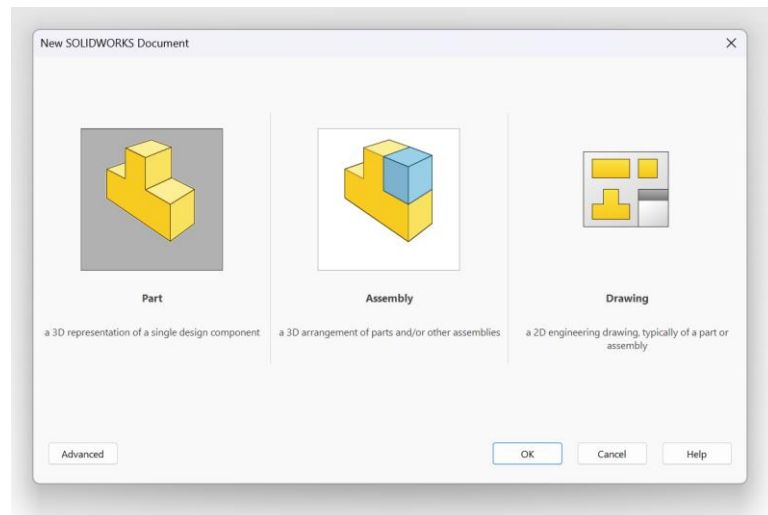 New SOLIDWORKS Document
Part
a 3D representation of a single design component
Assembly
a 3D arrangement of parts and/or other assemblies
Drawing
a 2D engineering drawing, typically of a part or
assembly
Advanced
OK
Cancel
Help